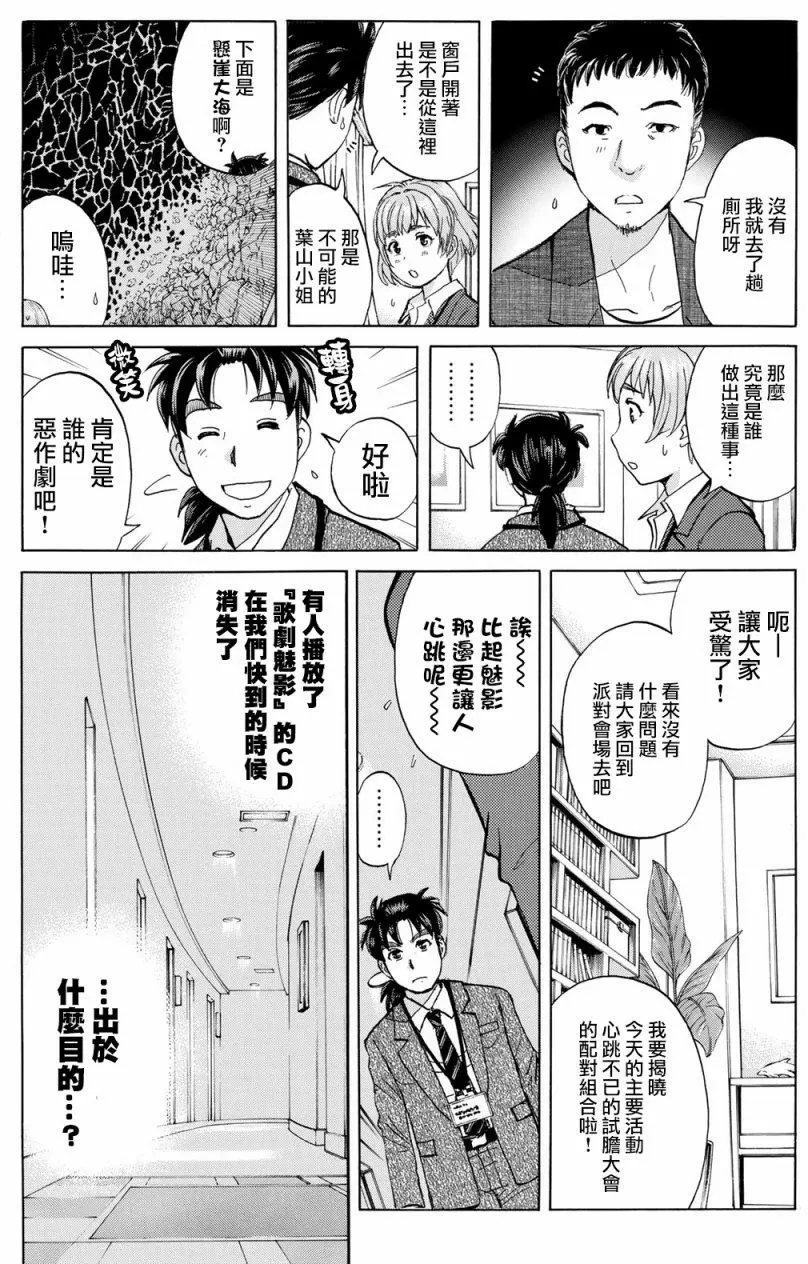 沒有
我就去了趟
廁所呀
窗戶開著
是不是從這裡
出去了…
那是
不可能的
葉山小姐
下面是
懸崖大海啊？
嗚哇…
那麼
究竟是誰
做出這種事…
………
轉身
微笑
好啦
肯定是
誰的
惡作劇吧！
呃—
讓大家
受驚了！
看來沒有
什麼問題
請大家回到
派對會場去吧
我要揭曉
今天的主要活動
心跳不已的試膽大會
的配對組合啦！
誒～～
比起魅影
那邊更讓人
心跳呢～～
………
有人播放了
『歌劇魅影』的CD
在我們快到的時候
消失了
…出於
什麼目的…？